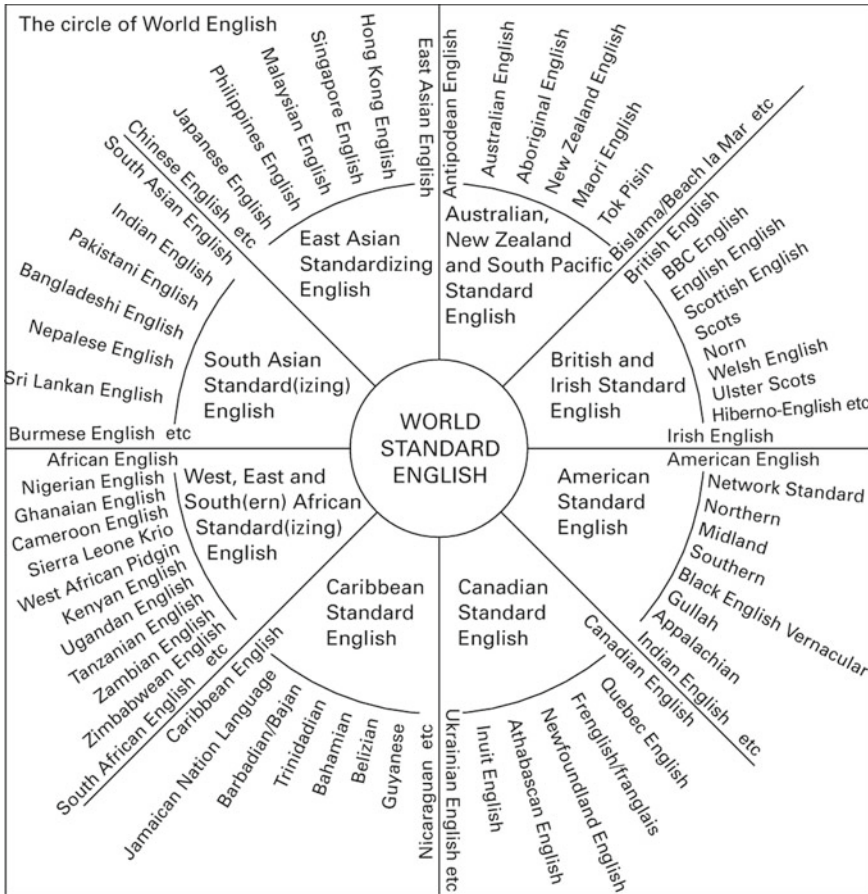 The circle of World English
WORLD
STANDARD
ENGLISH
Australian,
New Zealand
and South Pacific
Standard
English
Antipodean English
Australian English
Aboriginal English
New Zealand English
Maori English
Tok Pisin
Bislama/Beach la Mar etc
British and
Irish Standard
English
British English
BBC English
English English
Scottish English
Scots
Norn
Welsh English
Ulster Scots
Hiberno-English etc
Irish English
American
Standard
English
American English
Network Standard
Northern
Midland
Southern
Black English Vernacular
Gullah
Appalachian
Indian English etc
Canadian
Standard
English
Canadian English
Quebec English
Frenglish/franglais
Newfoundland English
Athabascan English
Inuit English
Ukrainian English etc
Caribbean
Standard
English
Caribbean English
Jamaican Nation Language
Barbadian/Bajan
Trinidadian
Bahamian
Belizian
Guyanese
Nicaraguan etc
West, East and
South(ern) African
Standard(izing)
English
African English
Nigerian English
Ghanaian English
Cameroon English
Sierra Leone Krio
West African Pidgin
Kenyan English
Ugandan English
Tanzanian English
Zambian English
Zimbabwean English
South African English etc
South Asian
Standard(izing)
English
South Asian English
Indian English
Pakistani English
Bangladeshi English
Nepalese English
Sri Lankan English
Burmese English etc
East Asian
Standardizing
English
East Asian English
Hong Kong English
Singapore English
Malaysian English
Philippines English
Japanese English
Chinese English etc